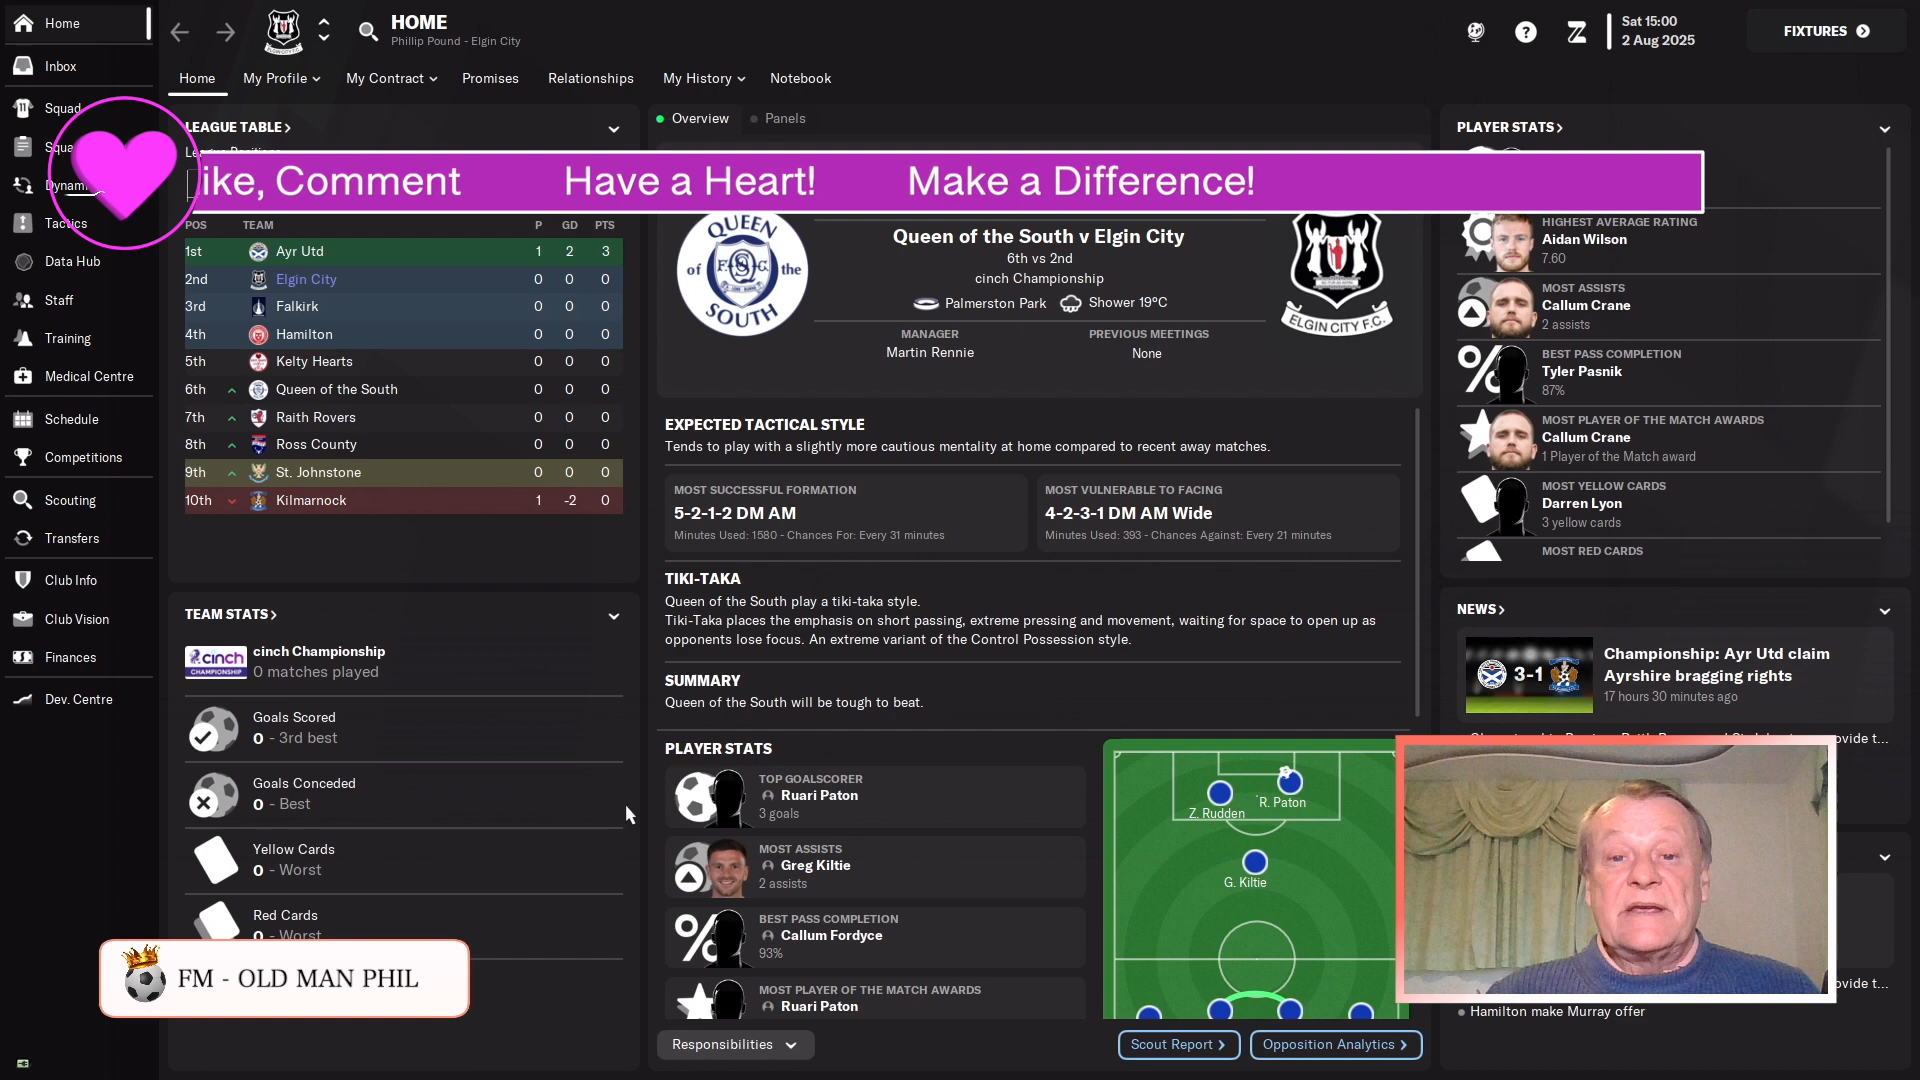 Home
Inbox
Squad
Tactics
Data Hub
Staff
Training
Medical Centre
Schedule
Competitions
Scouting
Transfers
Club Info
Club Vision
Finances
Dev. Centre
HOME
Phillip Pound - Elgin City
Sat 15:00
2 Aug 2025
FIXTURES
Home
My Profile
My Contract
Promises
Relationships
My History
Notebook
ike, Comment Have a Heart! Make a Difference!
LEAGUE TABLE
POS TEAM P GD PTS
1st Ayr Utd 1 2 3
2nd Elgin City 0 0 0
3rd Falkirk 0 0 0
4th Hamilton 0 0 0
5th Kelty Hearts 0 0 0
6th Queen of the South 0 0 0
7th Raith Rovers 0 0 0
8th Ross County 0 0 0
9th St. Johnstone 0 0 0
10th Kilmarnock 1 -2 0
TEAM STATS
cinch
CHAMPIONSHIP
cinch Championship
0 matches played
Goals Scored
0 - 3rd best
Goals Conceded
0 - Best
Yellow Cards
0 - Worst
Red Cards
0 - Worst
FM - OLD MAN PHIL
Overview
Panels
QUEEN
of the
SOUTH
Queen of the South v Elgin City
6th vs 2nd
cinch Championship
Palmerston Park Shower 19°C
MANAGER
Martin Rennie
PREVIOUS MEETINGS
None
ELGIN CITY F.C.
EXPECTED TACTICAL STYLE
Tends to play with a slightly more cautious mentality at home compared to recent away matches.
MOST SUCCESSFUL FORMATION
5-2-1-2 DM AM
Minutes Used: 1580 - Chances For: Every 31 minutes
MOST VULNERABLE TO FACING
4-2-3-1 DM AM Wide
Minutes Used: 393 - Chances Against: Every 21 minutes
TIKI-TAKA
Queen of the South play a tiki-taka style.
Tiki-Taka places the emphasis on short passing, extreme pressing and movement, waiting for space to open up as
opponents lose focus. An extreme variant of the Control Possession style.
SUMMARY
Queen of the South will be tough to beat.
PLAYER STATS
TOP GOALSCORER
Ruari Paton
3 goals
MOST ASSISTS
Greg Kiltie
2 assists
BEST PASS COMPLETION
Callum Fordyce
93%
MOST PLAYER OF THE MATCH AWARDS
Ruari Paton
Z. Rudden
R. Paton
G. Kiltie
Responsibilities
Scout Report
Opposition Analytics
PLAYER STATS
HIGHEST AVERAGE RATING
Aidan Wilson
7.60
MOST ASSISTS
Callum Crane
2 assists
BEST PASS COMPLETION
Tyler Pasnik
87%
MOST PLAYER OF THE MATCH AWARDS
Callum Crane
1 Player of the Match award
MOST YELLOW CARDS
Darren Lyon
3 yellow cards
MOST RED CARDS
NEWS
3-1
Championship: Ayr Utd claim
Ayrshire bragging rights
17 hours 30 minutes ago
Hamilton make Murray offer